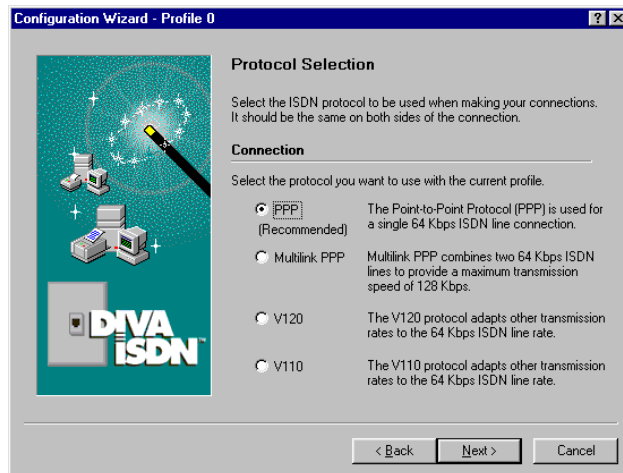 Configuration Wizard - Profile 0
Protocol Selection
Select the ISDN protocol to be used when making your connections.
It should be the same on both sides of the connection.
Connection
Select the protocol you want to use with the current profile.
PPP
(Recommended)
The Point-to-Point Protocol (PPP) is used for
a single 64 Kbps ISDN line connection.
Multilink PPP
Multilink PPP combines two 64 Kbps ISDN
lines to provide a maximum transmission
speed of 128 Kbps.
V120
The V120 protocol adapts other transmission
rates to the 64 Kbps ISDN line rate.
V110
The V110 protocol adapts other transmission
rates to the 64 Kbps ISDN line rate.
DIVA
ISDN™
< Back
Next >
Cancel